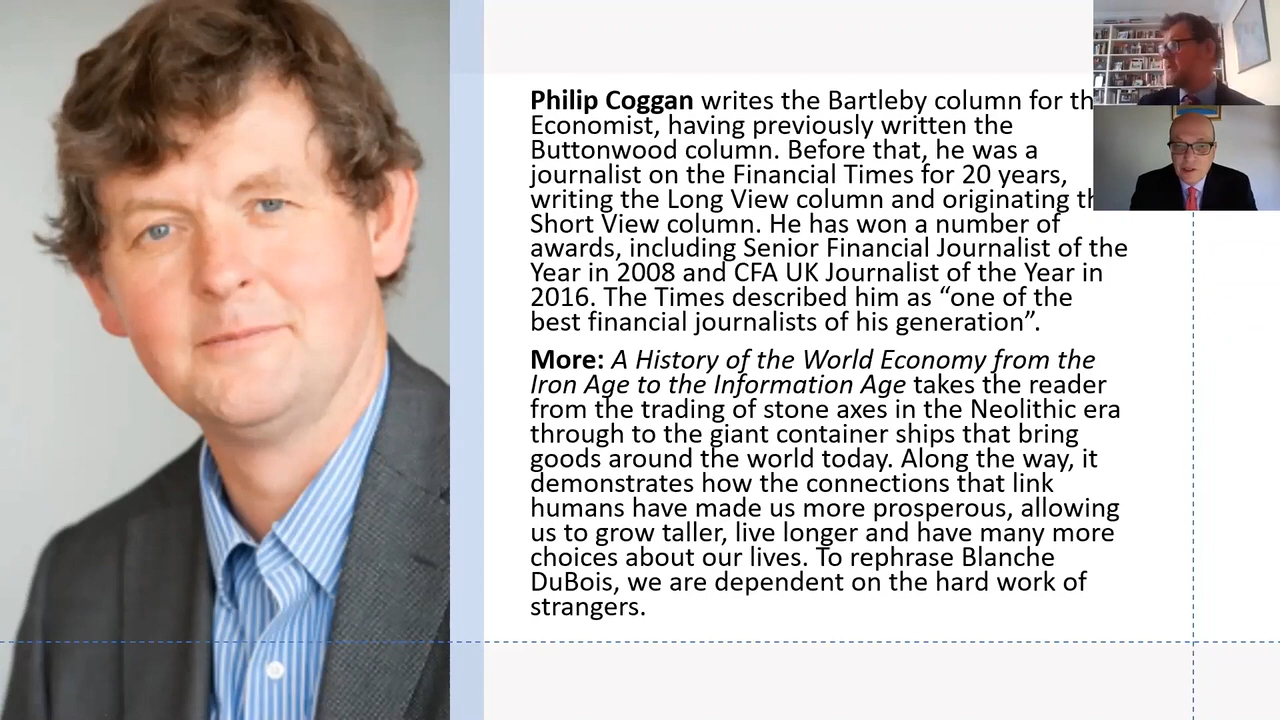 Philip Coggan writes the Bartleby column for th
Economist, having previously written the
Buttonwood column. Before that, he was a
journalist on the Financial Times for 20 years,
writing the Long View column and originating th
Short View column. He has won a number of
awards, including Senior Financial Journalist of the
Year in 2008 and CFA UK Journalist of the Year in
2016. The Times described him as “one of the
best financial journalists of his generation”.
More: A History of the World Economy from the
Iron Age to the Information Age takes the reader
from the trading of stone axes in the Neolithic era
through to the giant container ships that bring
goods around the world today. Along the way, it
demonstrates how the connections that link
humans have made us more prosperous, allowing
us to grow taller, live longer and have many more
choices about our lives. To rephrase Blanche
DuBois, we are dependent on the hard work of
strangers.